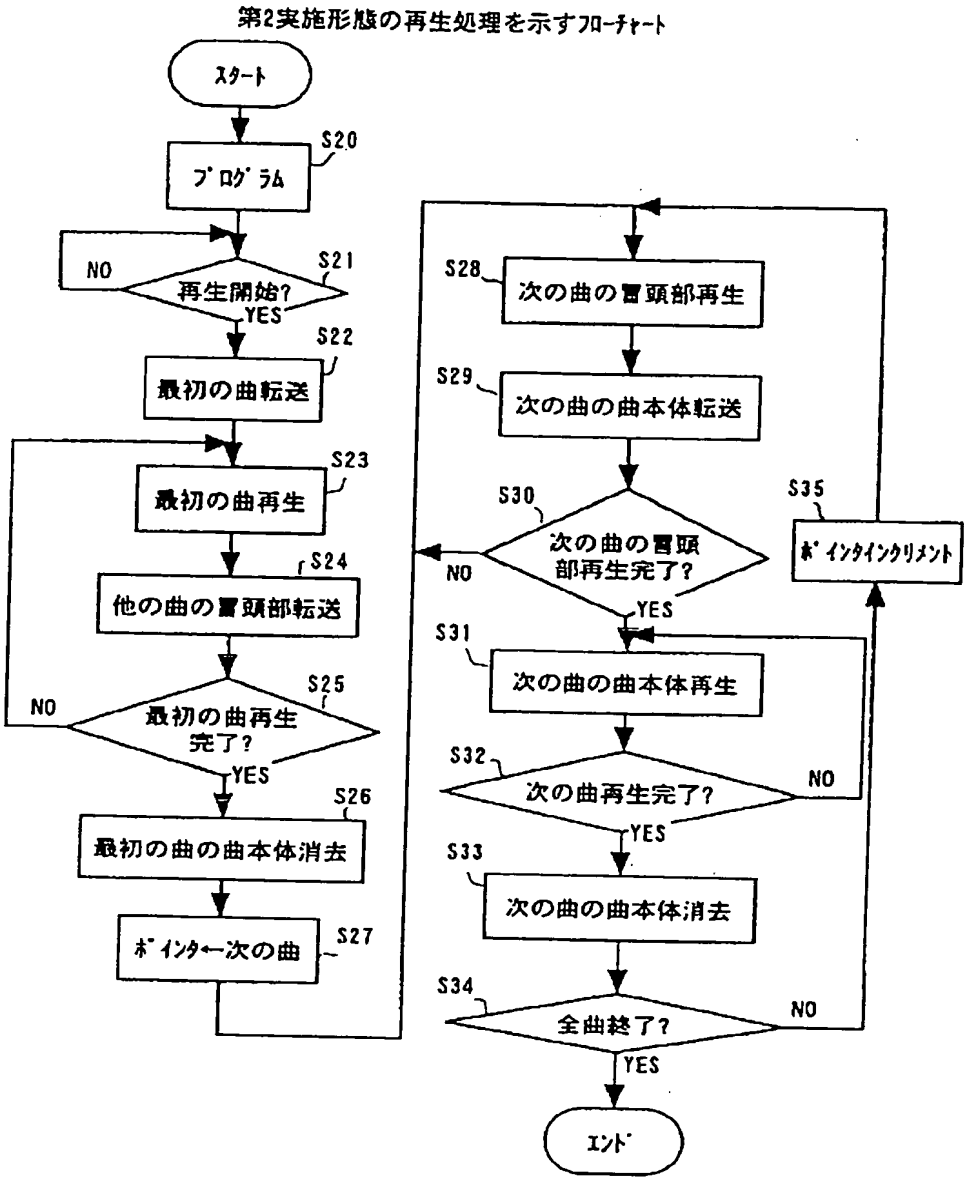 第2実施形態の再生処理を示すフローチャート
スタート
S20
プログラム
S21
再生開始?
NO
YES
S22
最初の曲転送
S23
最初の曲再生
S24
他の曲の冒頭部転送
S25
最初の曲再生
完了?
NO
YES
S26
最初の曲の曲本体消去
S27
ポインタ←次の曲
S28
次の曲の冒頭部再生
S29
次の曲の曲本体転送
S30
次の曲の冒頭
部再生完了?
NO
YES
S31
次の曲の曲本体再生
S32
次の曲再生完了?
NO
YES
S33
次の曲の曲本体消去
S34
全曲終了?
NO
YES
S35
ポインタインクリメント
エンド